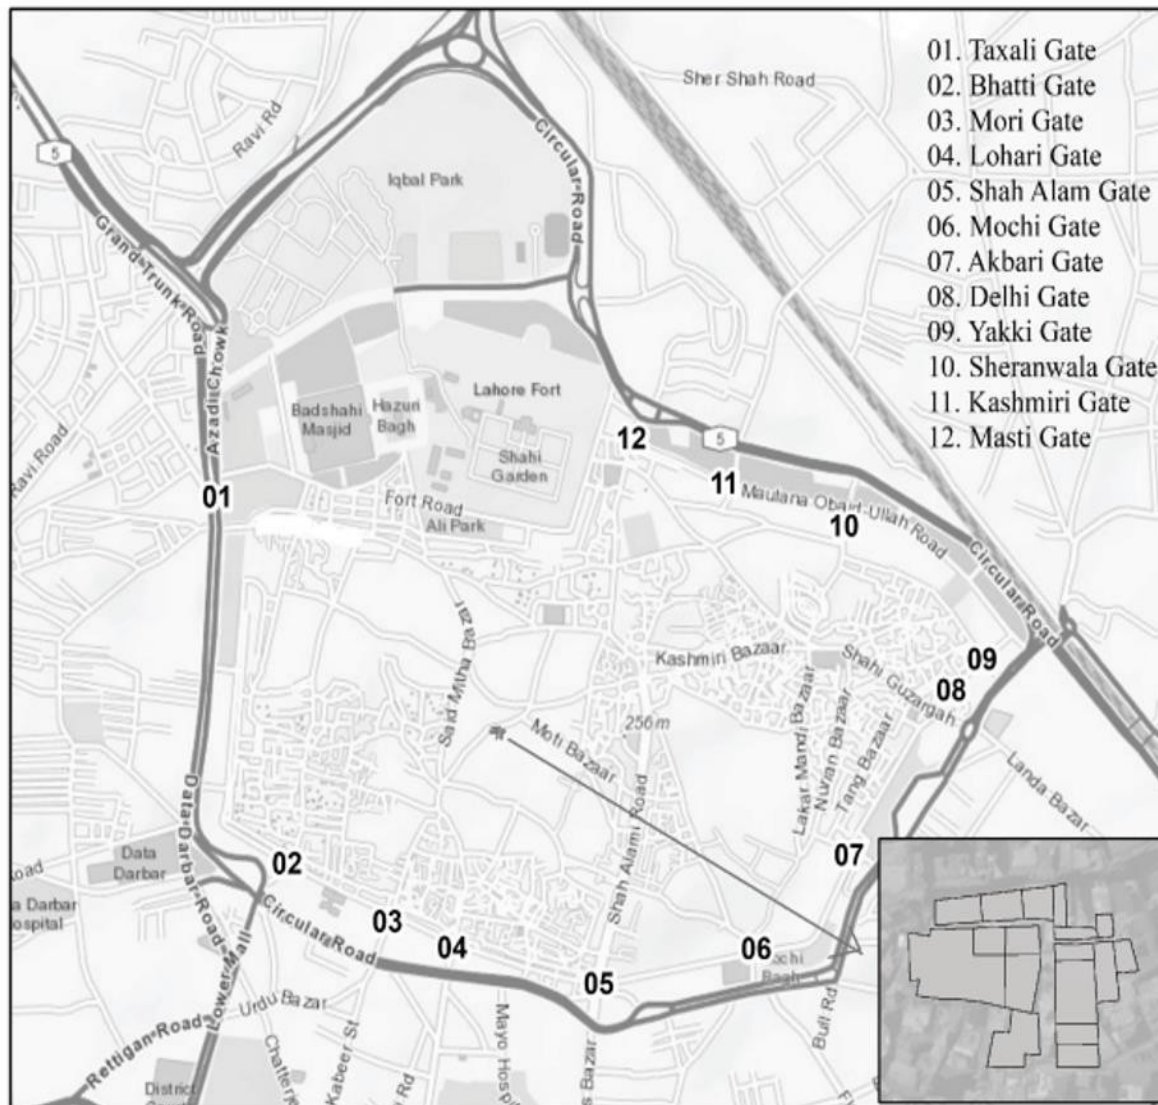 01. Taxali Gate
02. Bhatti Gate
03. Mori Gate
04. Lohari Gate
05. Shah Alam Gate
06. Mochi Gate
07. Akbari Gate
08. Delhi Gate
09. Yakki Gate
10. Sheranwala Gate
11. Kashmiri Gate
12. Masti Gate
Sher Shah Road
Ravi Rd
5
Iqbal Park
Circular Road
Grand Trunk Road
Azadi Chowk
Lahore Fort
Badshahi
Masjid
Hazuri
Bagh
Shahi
Garden
Ravi Road
12
5
11
01
Fort Road
Ali Park
Maulana Obaid-Ullah Road
10
Circular Road
Kashmiri Bazaar
Shahi Guzargah
09
08
Said Mitha Bazar
256 m
Moti Bazaar
Lakar Mandi Bazaar
Nurian Bazaar
Tang Bazaar
Landa Bazar
Shah Alami Road
Data Darbar Road
Data
Darbar
02
07
Darbar
Circular Road
03
04
06
05
Lower Mall
Urdu Bazar
Rettigan Road
Kabeer St
Mayo
Bazar
Bull Rd
Rd
District